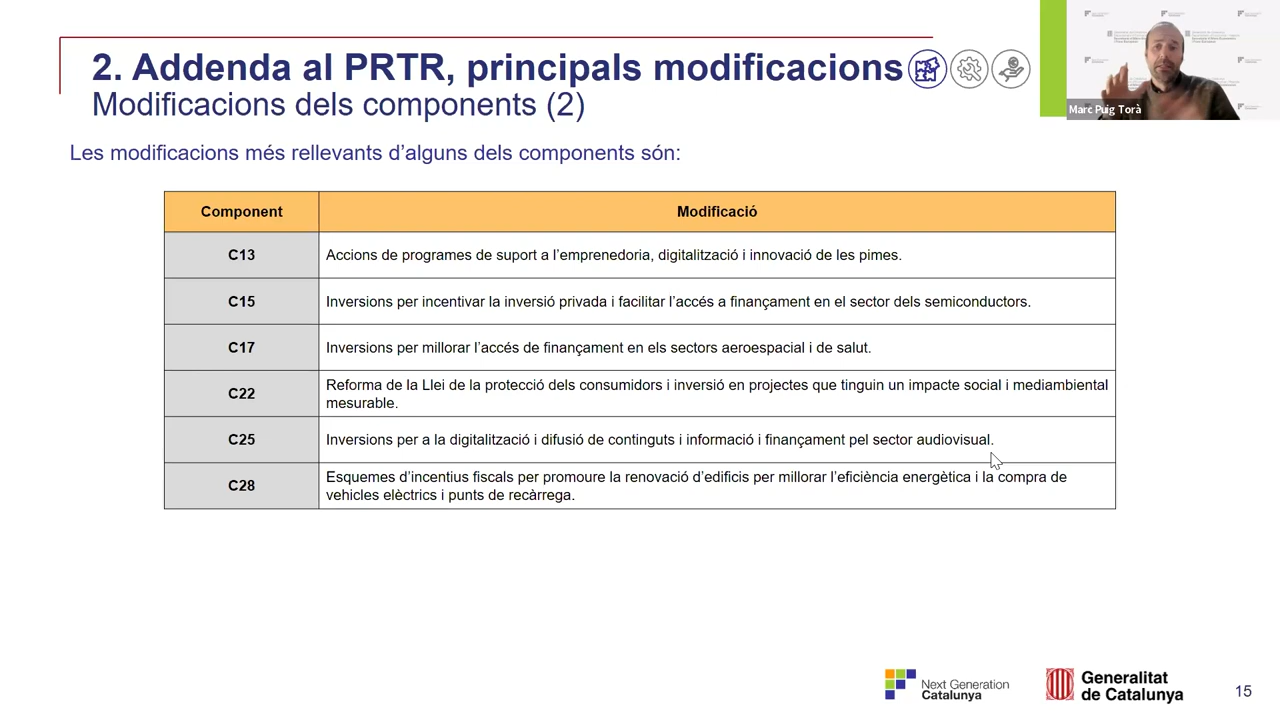 2. Addenda al PRTR, principals modificacions
Modificacions dels components (2)
Marc Puig Torà
Les modificacions més rellevants d’alguns dels components són:
Component Modificació
C13 Accions de programes de suport a l’emprenedoria, digitalització i innovació de les pimes.
C15 Inversions per incentivar la inversió privada i facilitar l’accés a finançament en el sector dels semiconductors.
C17 Inversions per millorar l’accés de finançament en els sectors aeroespacial i de salut.
C22 Reforma de la Llei de la protecció dels consumidors i inversió en projectes que tinguin un impacte social i mediambiental
mesurable.
C25 Inversions per a la digitalització i difusió de continguts i informació i finançament pel sector audiovisual.
C28 Esquemes d’incentius fiscals per promoure la renovació d’edificis per millorar l’eficiència energètica i la compra de
vehicles elèctrics i punts de recàrrega.
Next Generation
Catalunya
Generalitat
de Catalunya
15